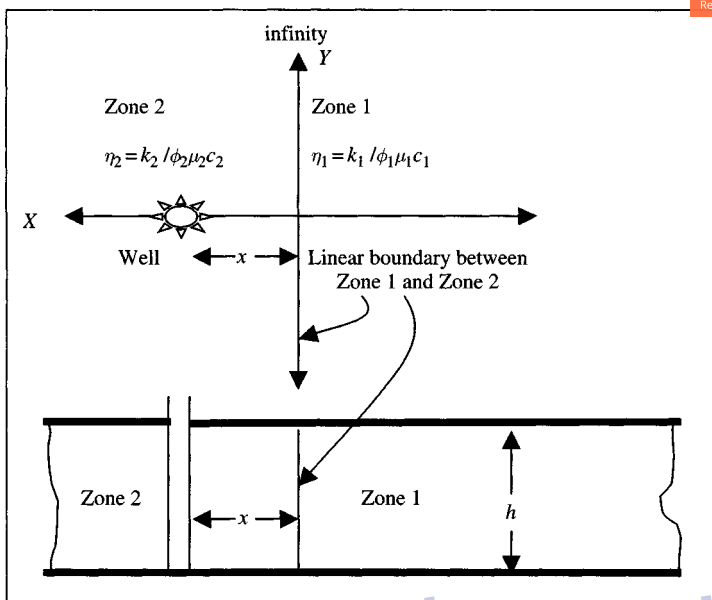 Re
infinity
Y
Zone 2
Zone 1
η₂ = k₂ /ϕ₂μ₂c₂
η₁ = k₁ /ϕ₁μ₁c₁
X
Well
x
Linear boundary between
Zone 1 and Zone 2
Zone 2
x
Zone 1
h